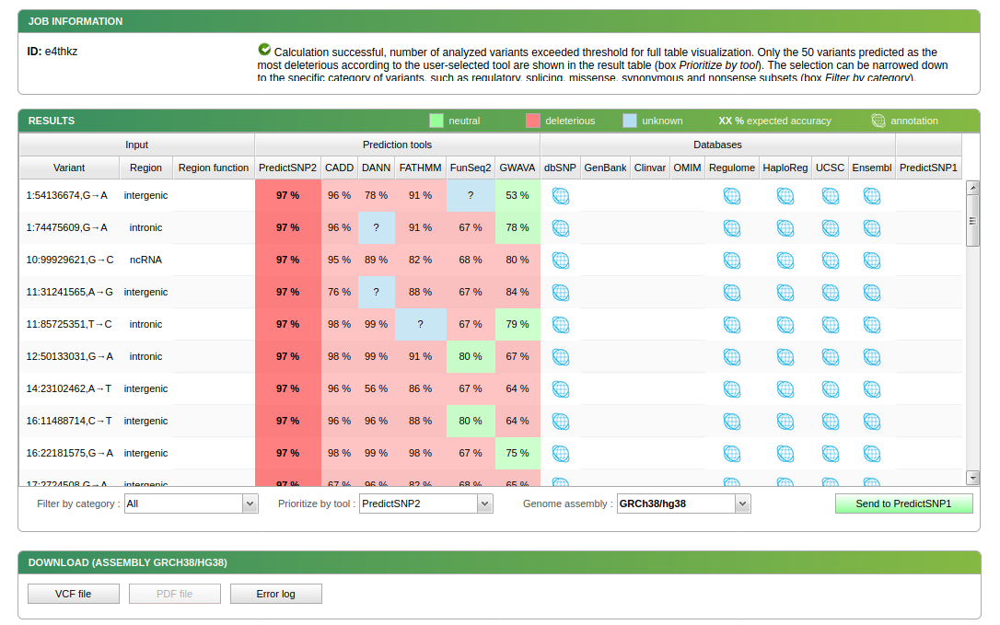 JOB INFORMATION
ID: e4thkz
Calculation successful, number of analyzed variants exceeded threshold for full table visualization. Only the 50 variants predicted as the
most deleterious according to the user-selected tool are shown in the result table (box Prioritize by tool). The selection can be narrowed down
to the specific category of variants, such as regulatory, splicing, missense, synonymous and nonsense subsets (box Filter by category).
RESULTS neutral deleterious unknown XX % expected accuracy annotation
Input Prediction tools Databases
Variant Region Region function PredictSNP2 CADD DANN FATHMM FunSeq2 GWAVA dbSNP GenBank Clinvar OMIM Regulome HaploReg UCSC Ensembl PredictSNP1
1:54136674,G→A intergenic 97 % 96 % 78 % 91 % ? 53 %
1:74475609,G→A intronic 97 % 96 % ? 91 % 67 % 78 %
10:99929621,G→C ncRNA 97 % 95 % 89 % 82 % 68 % 80 %
11:31241565,A→G intergenic 97 % 76 % ? 88 % 67 % 84 %
11:85725351,T→C intronic 97 % 98 % 99 % ? 67 % 79 %
12:50133031,G→A intronic 97 % 98 % 99 % 91 % 80 % 67 %
14:23102462,A→T intergenic 97 % 96 % 56 % 86 % 67 % 64 %
16:11488714,C→T intergenic 97 % 96 % 96 % 88 % 80 % 64 %
16:22181575,G→A intergenic 97 % 98 % 99 % 98 % 67 % 75 %
17:2724508,G→A intergenic 97 % 67 % 96 % 82 % 68 % 65 %
Filter by category : All Prioritize by tool : PredictSNP2 Genome assembly : GRCh38/hg38 Send to PredictSNP1
DOWNLOAD (ASSEMBLY GRCH38/HG38)
VCF file PDF file Error log